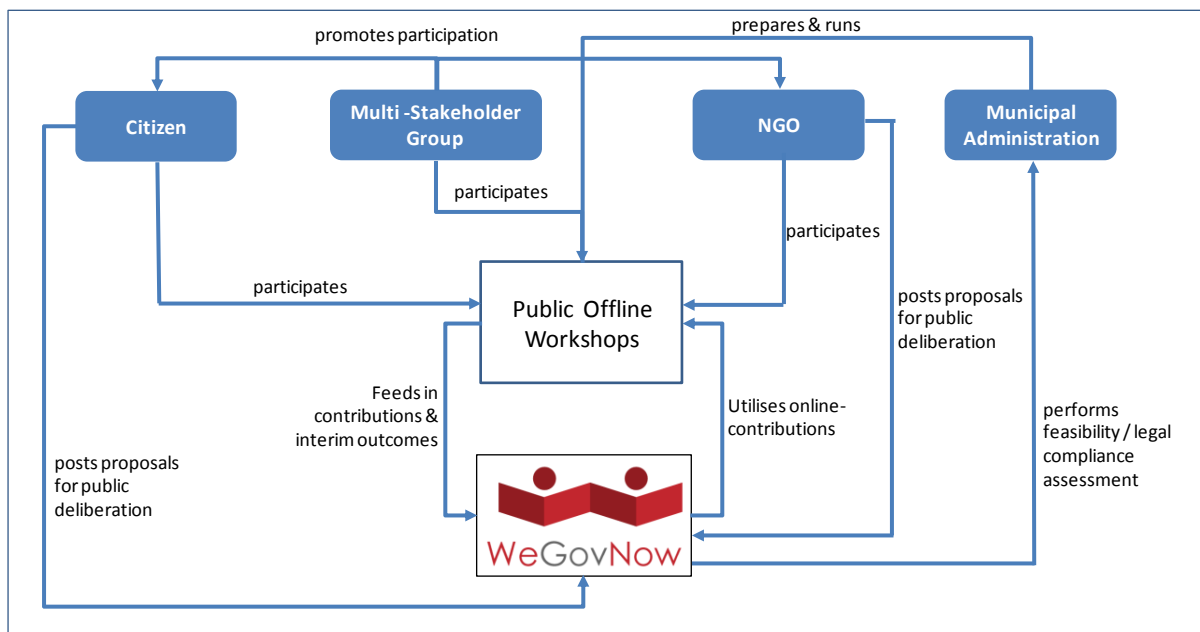 promotes participation
prepares & runs
Citizen
Multi -Stakeholder
Group
NGO
Municipal
Administration
participates
participates
participates
Public Offline
Workshops
posts proposals
for public
deliberation
Feeds in
contributions &
interim outcomes
Utilises online-
contributions
performs
feasibility / legal
compliance
assessment
posts proposals
for public
deliberation
WeGovNow